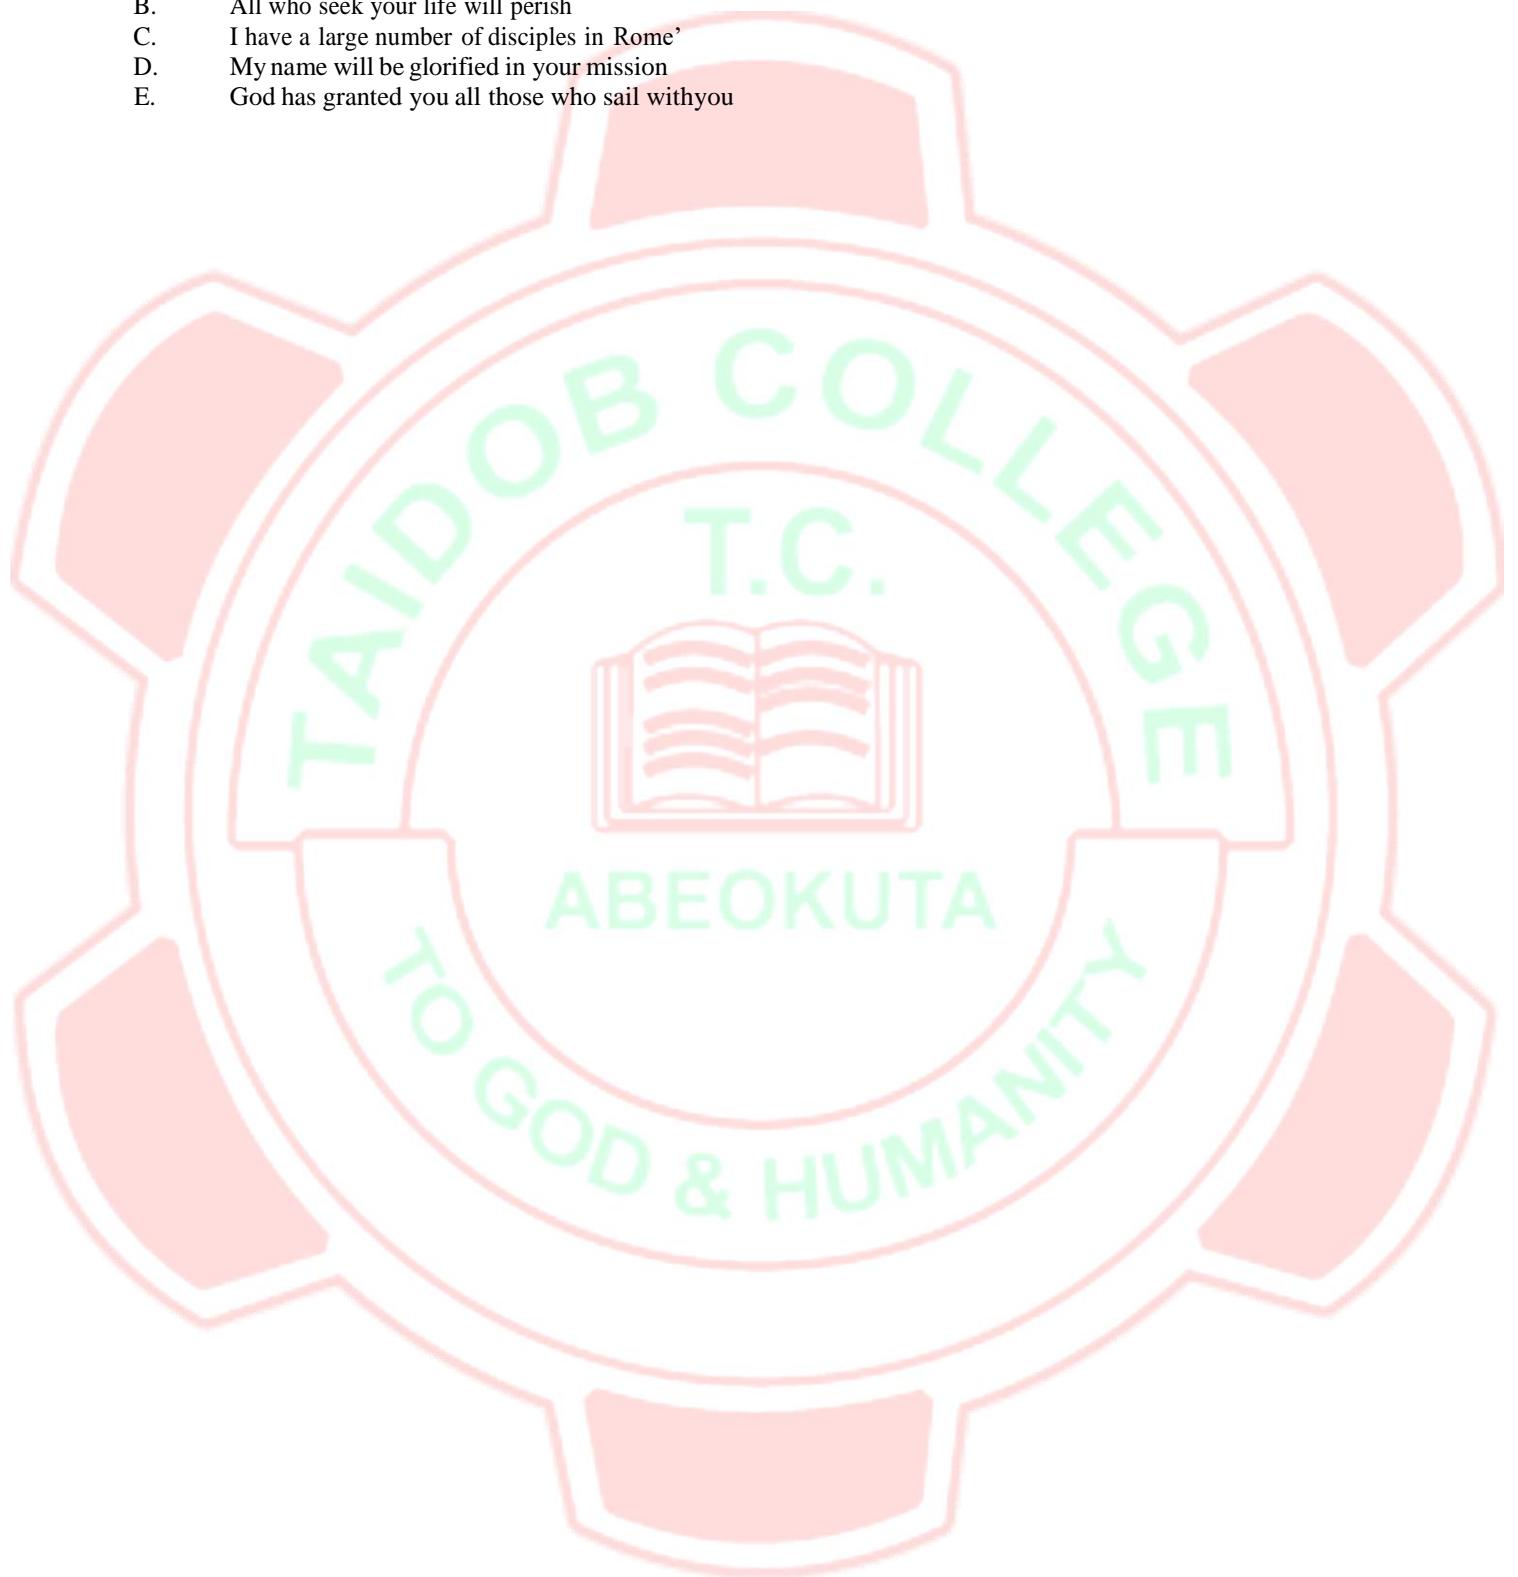 B. All who seek your life will perish
C. I have a large number of disciples in Rome’
D. My name will be glorified in your mission
E. God has granted you all those who sail withyou
TAIDOB COLLEGE
T.C.
ABEOKUTA
TO GOD & HUMANITY